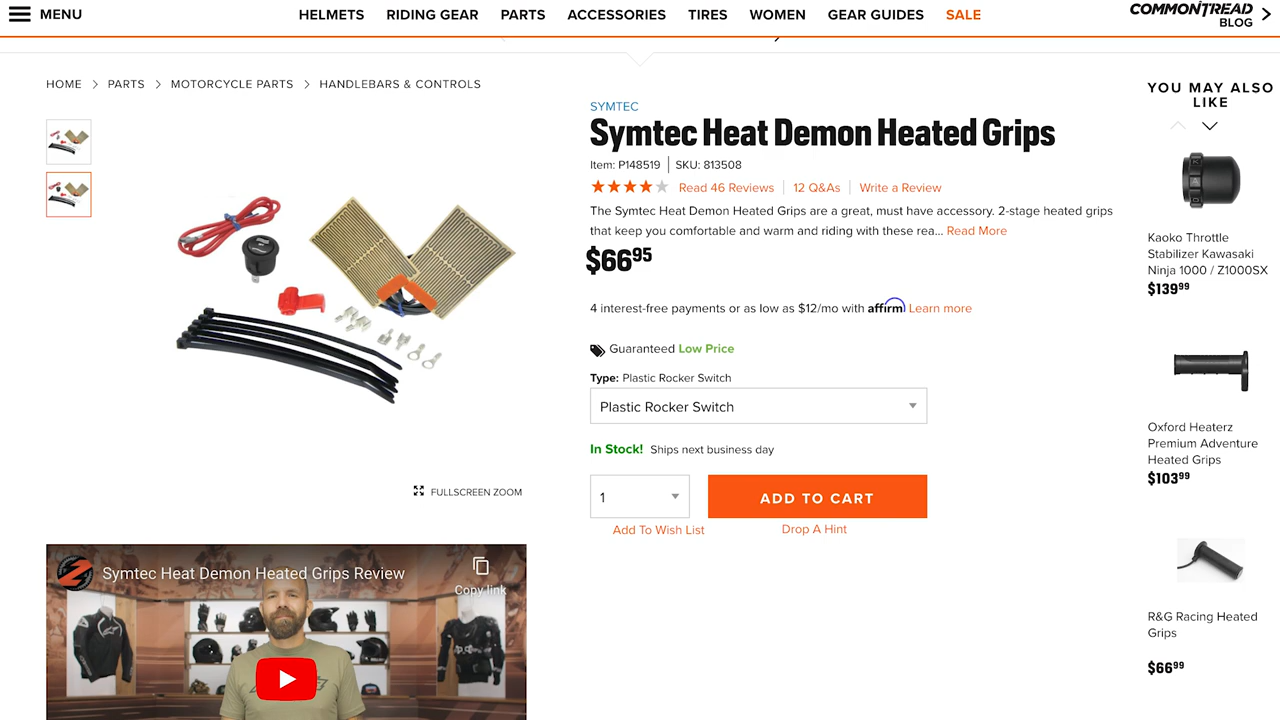 MENU
HELMETS RIDING GEAR PARTS ACCESSORIES TIRES WOMEN GEAR GUIDES SALE
COMMON TREAD
BLOG
HOME PARTS MOTORCYCLE PARTS HANDLEBARS & CONTROLS
SYMTEC
Symtec Heat Demon Heated Grips
Item: P148519 | SKU: 813508
Read 46 Reviews 12 Q&As Write a Review
The Symtec Heat Demon Heated Grips are a great, must have accessory. 2-stage heated grips
that keep you comfortable and warm and riding with these rea... Read More
$6695
4 interest-free payments or as low as $12/mo with affirm Learn more
Guaranteed Low Price
Type: Plastic Rocker Switch
Plastic Rocker Switch
In Stock! Ships next business day
1
ADD TO CART
Add To Wish List
Drop A Hint
FULLSCREEN ZOOM
Symtec Heat Demon Heated Grips Review
Copy link
YOU MAY ALSO
LIKE
Kaoko Throttle
Stabilizer Kawasaki
Ninja 1000 / Z1000SX
$13999
Oxford Heaterz
Premium Adventure
Heated Grips
$10399
R&G Racing Heated
Grips
$6699